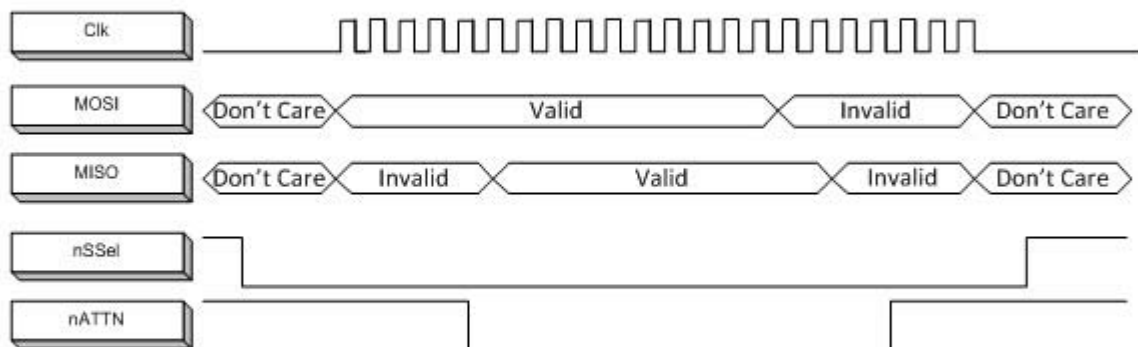 Clk
MOSI
Don't Care Valid Invalid Don't Care
MISO
Don't Care Invalid Valid Invalid Don't Care
nSSel
nATTN